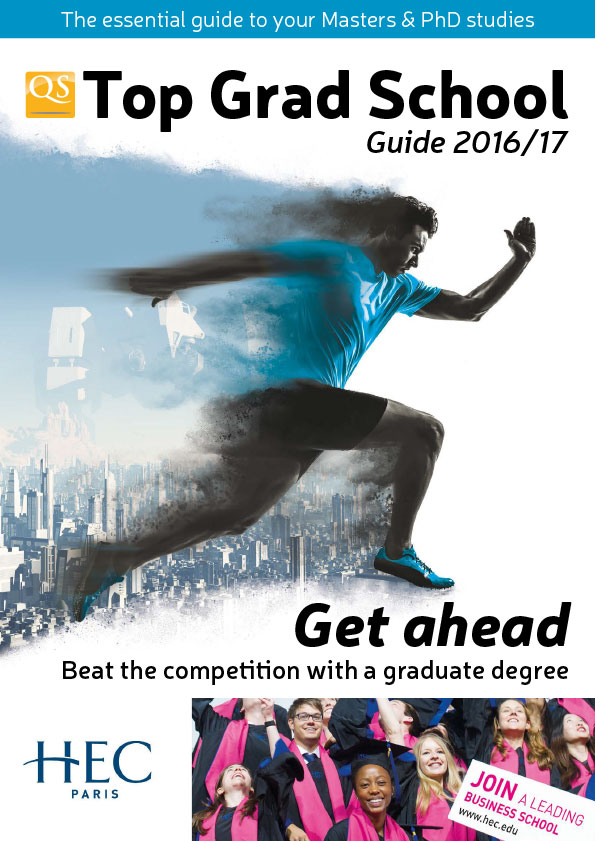 The essential guide to your Masters & PhD studies
QS
Top Grad School
Guide 2016/17
Get ahead
Beat the competition with a graduate degree
HEC
PARIS
JOIN A LEADING
BUSINESS SCHOOL
www.hec.edu